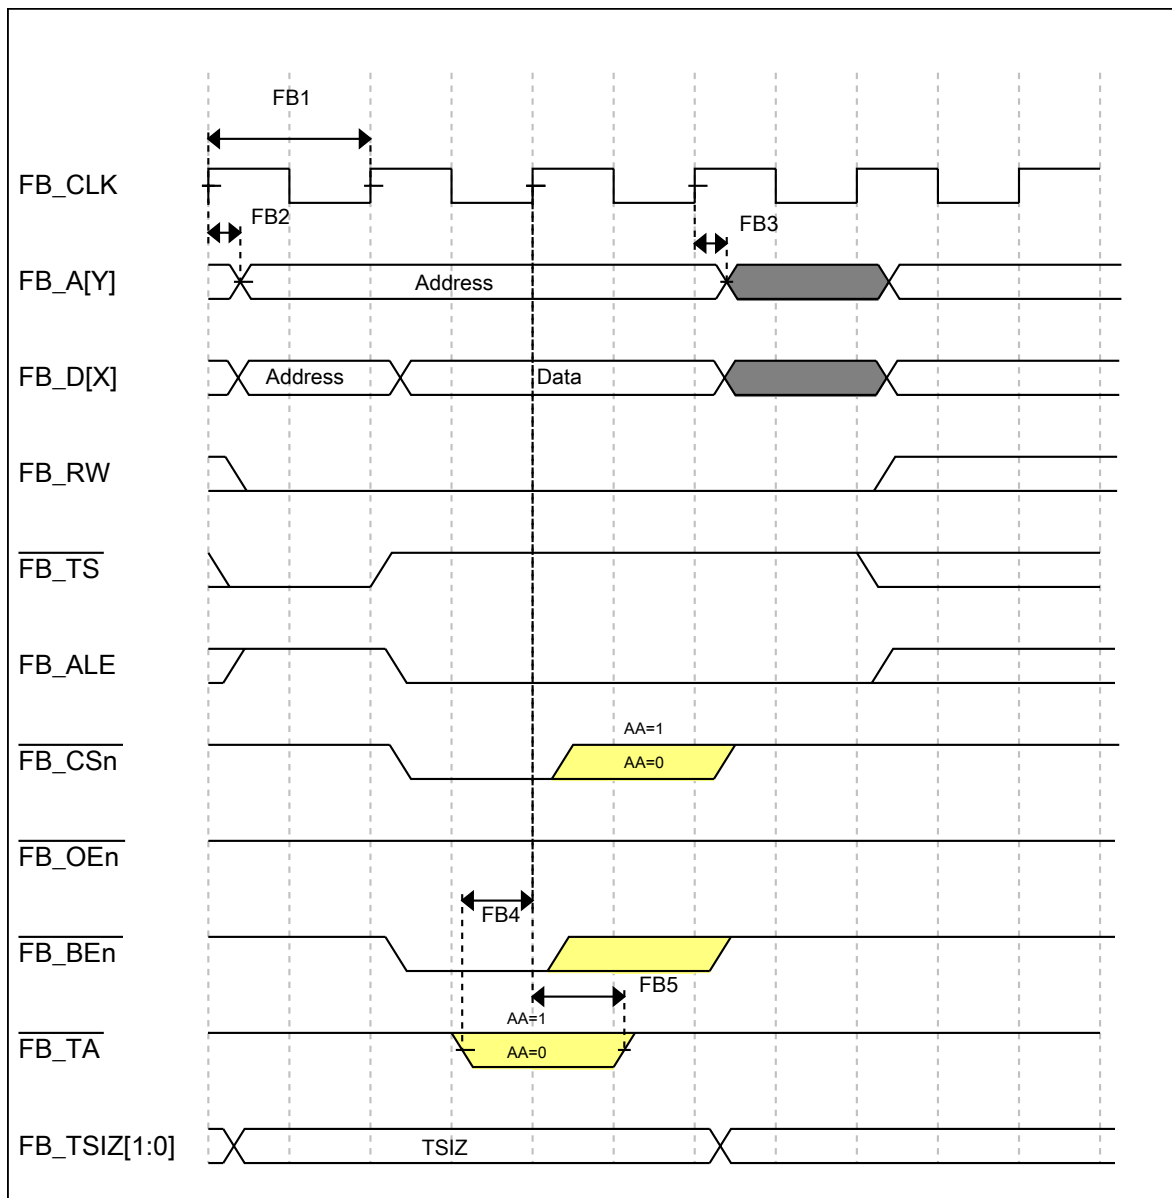 FB1
FB_CLK
FB2
FB3
FB_A[Y]
Address
FB_D[X]
Address
Data
FB_RW
FB_TS
FB_ALE
AA=1
FB_CSn
AA=0
FB_OEn
FB4
FB_BEn
FB5
AA=1
FB_TA
AA=0
FB_TSIZ[1:0]
TSIZ